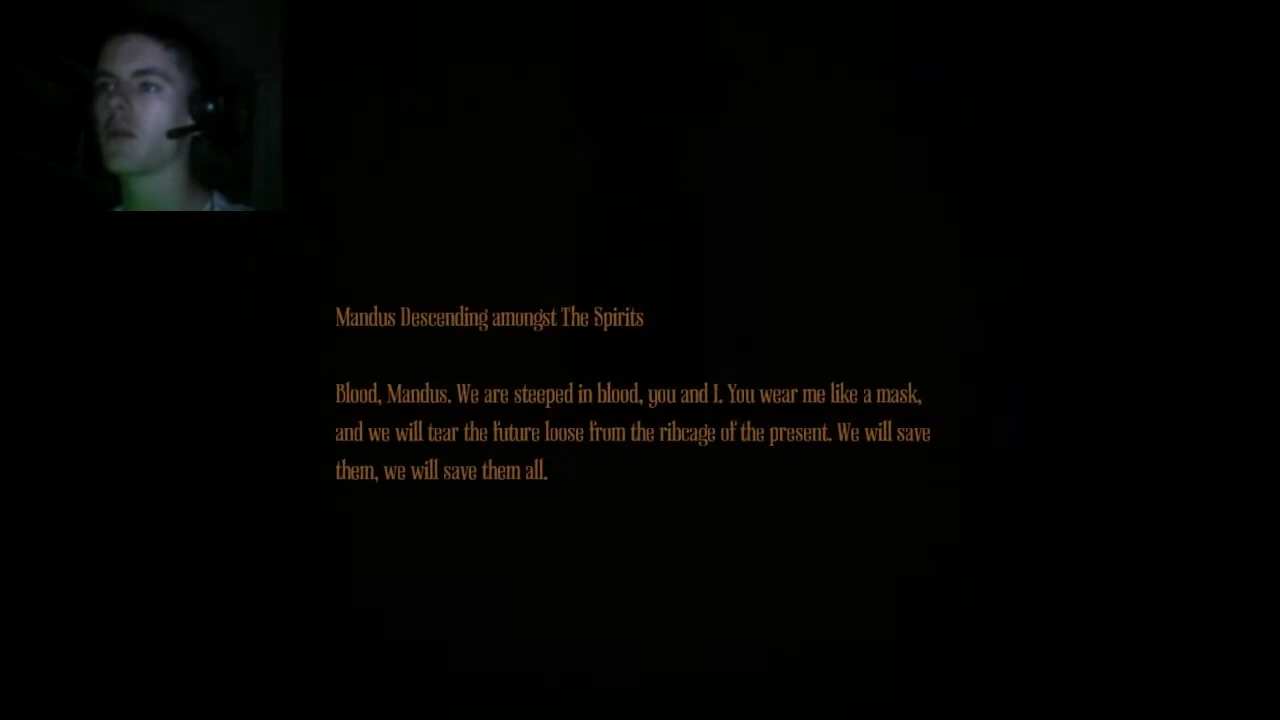 Mandus Descending amongst The Spirits
Blood, Mandus. We are steeped in blood, you and I. You wear me like a mask,
and we will tear the future loose from the ribcage of the present. We will save
them, we will save them all.